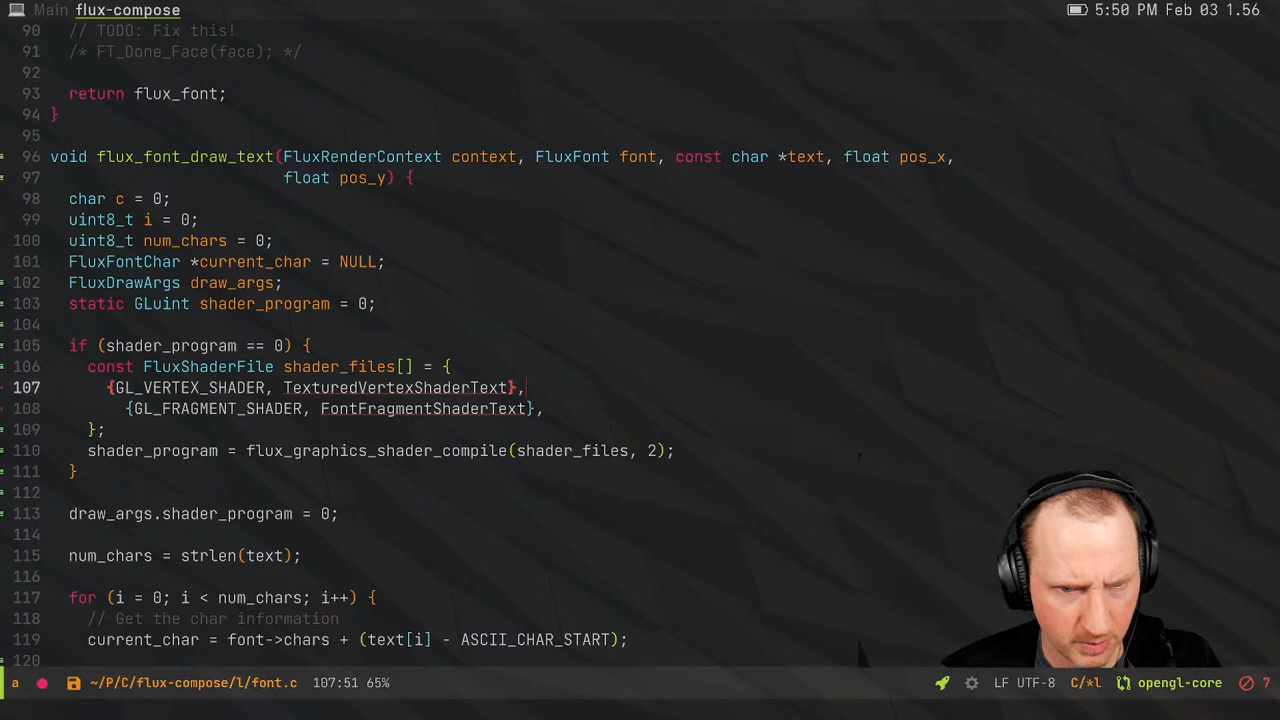 Main flux-compose 5:50 PM Feb 03 1.56
90 // TODO: Fix this!
91 /* FT_Done_Face(face); */
92
93 return flux_font;
94 }
95
96 void flux_font_draw_text(FluxRenderContext context, FluxFont font, const char *text, float pos_x,
97 float pos_y) {
98 char c = 0;
99 uint8_t i = 0;
100 uint8_t num_chars = 0;
101 FluxFontChar *current_char = NULL;
102 FluxDrawArgs draw_args;
103 static GLuint shader_program = 0;
104
105 if (shader_program == 0) {
106 const FluxShaderFile shader_files[] = {
107 {GL_VERTEX_SHADER, TexturedVertexShaderText},
108 {GL_FRAGMENT_SHADER, FontFragmentShaderText},
109 };
110 shader_program = flux_graphics_shader_compile(shader_files, 2);
111 }
112
113 draw_args.shader_program = 0;
114
115 num_chars = strlen(text);
116
117 for (i = 0; i < num_chars; i++) {
118 // Get the char information
119 current_char = font->chars + (text[i] - ASCII_CHAR_START);
120
a ~/P/C/flux-compose/l/font.c 107:51 65% LF UTF-8 C/*l opengl-core 7